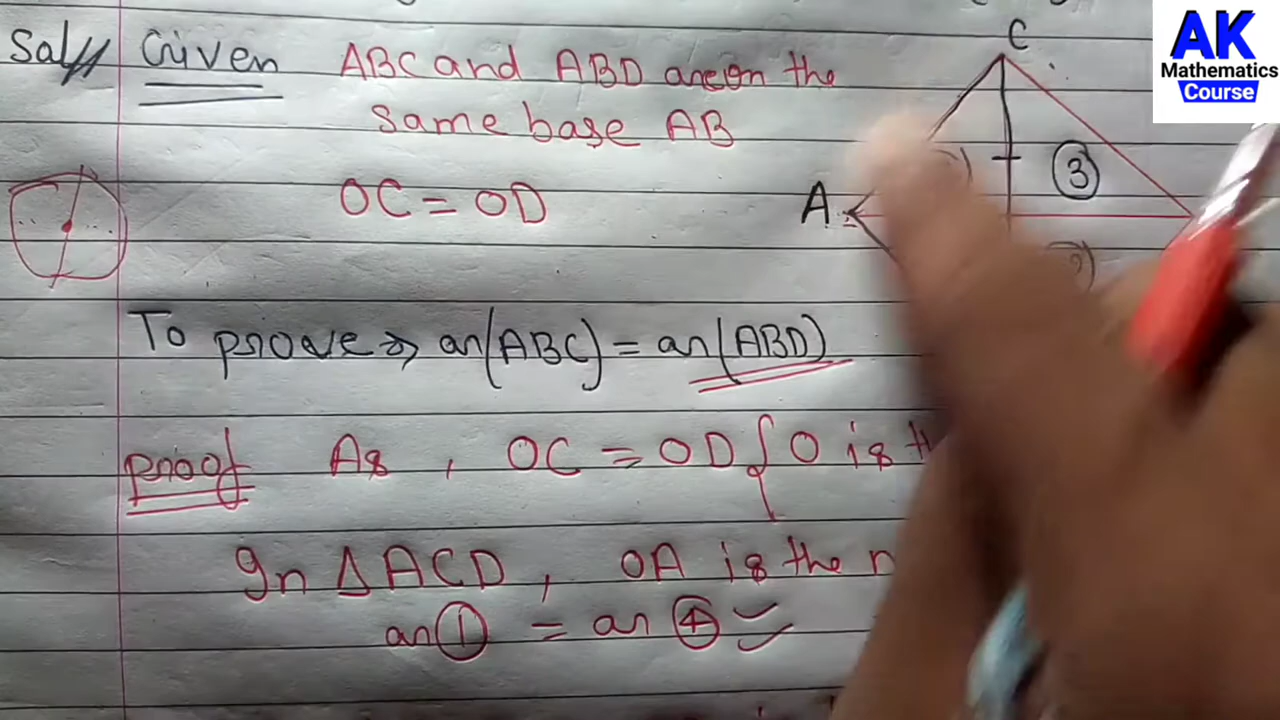 Sol// Given ABC and ABD are on the
same base AB
OC = OD
C
3
A
To prove ⇒ ar(ABC) = ar(ABD)
proof As, OC = OD { O is
In ΔACD, OA is the
ar 1 = ar 4
AK
Mathematics
Course